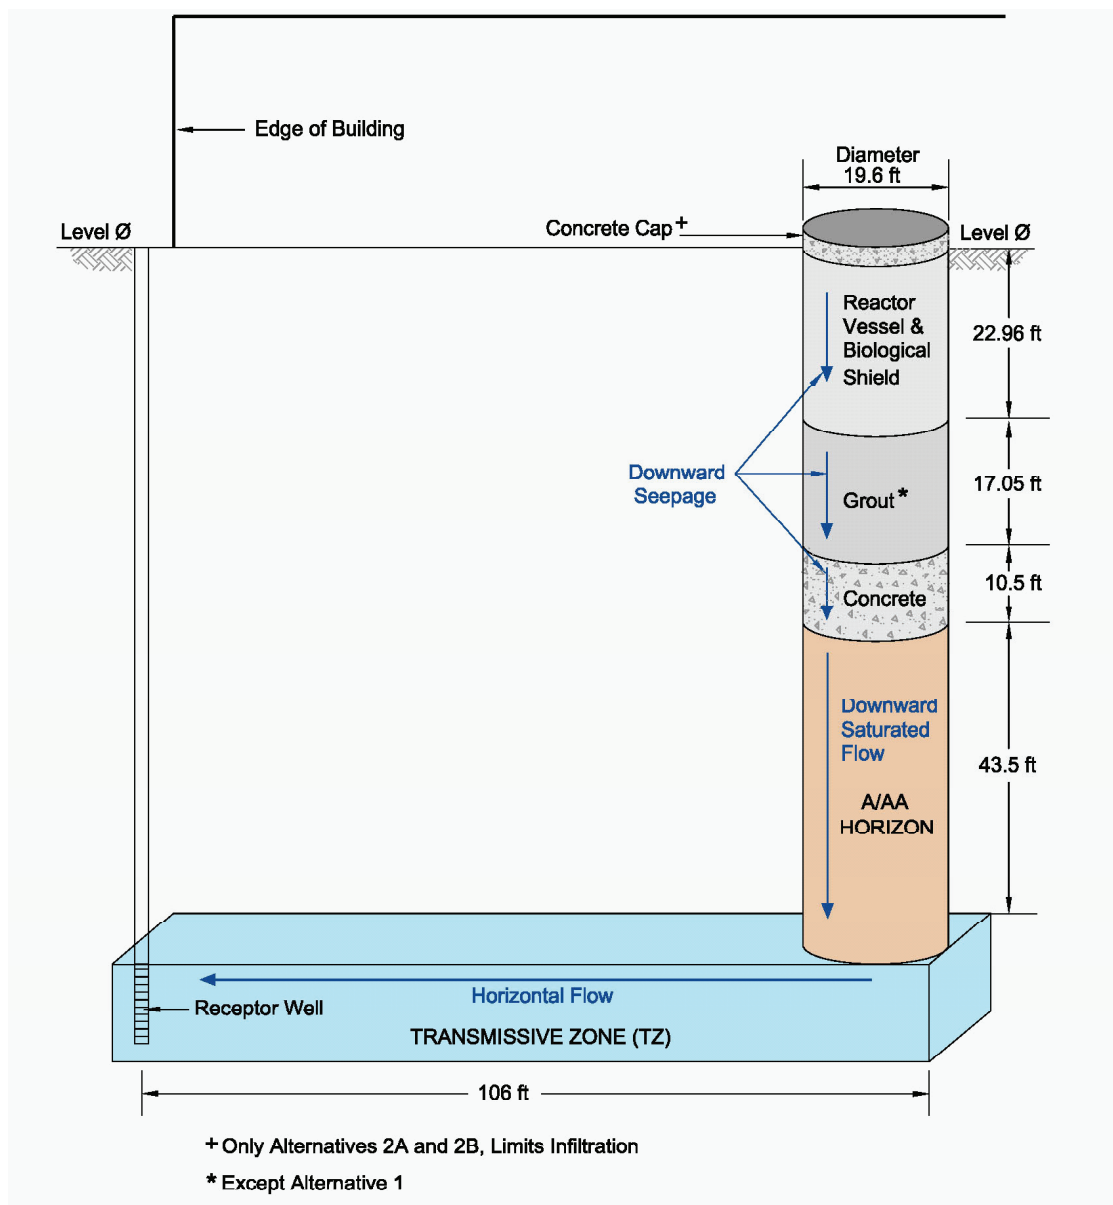 Edge of Building
Diameter
19.6 ft
Level Ø
Concrete Cap+
Level Ø
Reactor
Vessel &
Biological
Shield
22.96 ft
Downward
Seepage
Grout*
17.05 ft
Concrete
10.5 ft
Downward
Saturated
Flow
43.5 ft
A/AA
HORIZON
Horizontal Flow
Receptor Well
TRANSMISSIVE ZONE (TZ)
106 ft
+ Only Alternatives 2A and 2B, Limits Infiltration
* Except Alternative 1